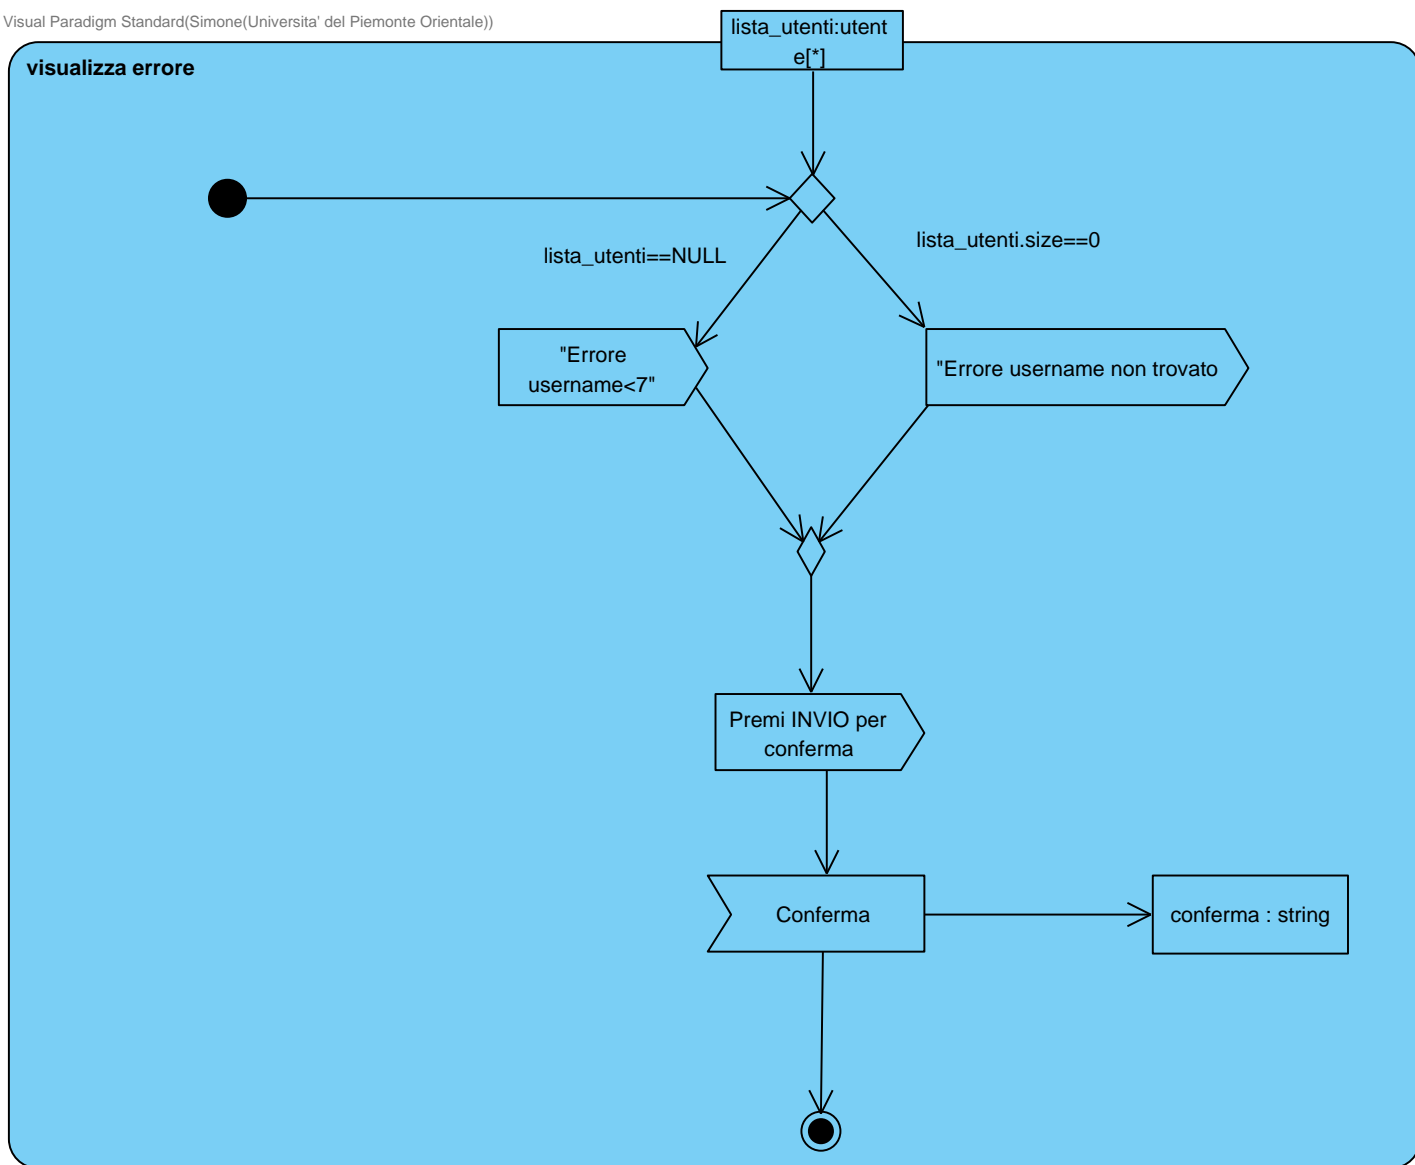 Visual Paradigm Standard(Simone(Universita' del Piemonte Orientale))
lista_utenti:utent
e[*]
visualizza errore
lista_utenti==NULL
lista_utenti.size==0
"Errore
username<7"
"Errore username non trovato
Premi INVIO per
conferma
Conferma
conferma : string